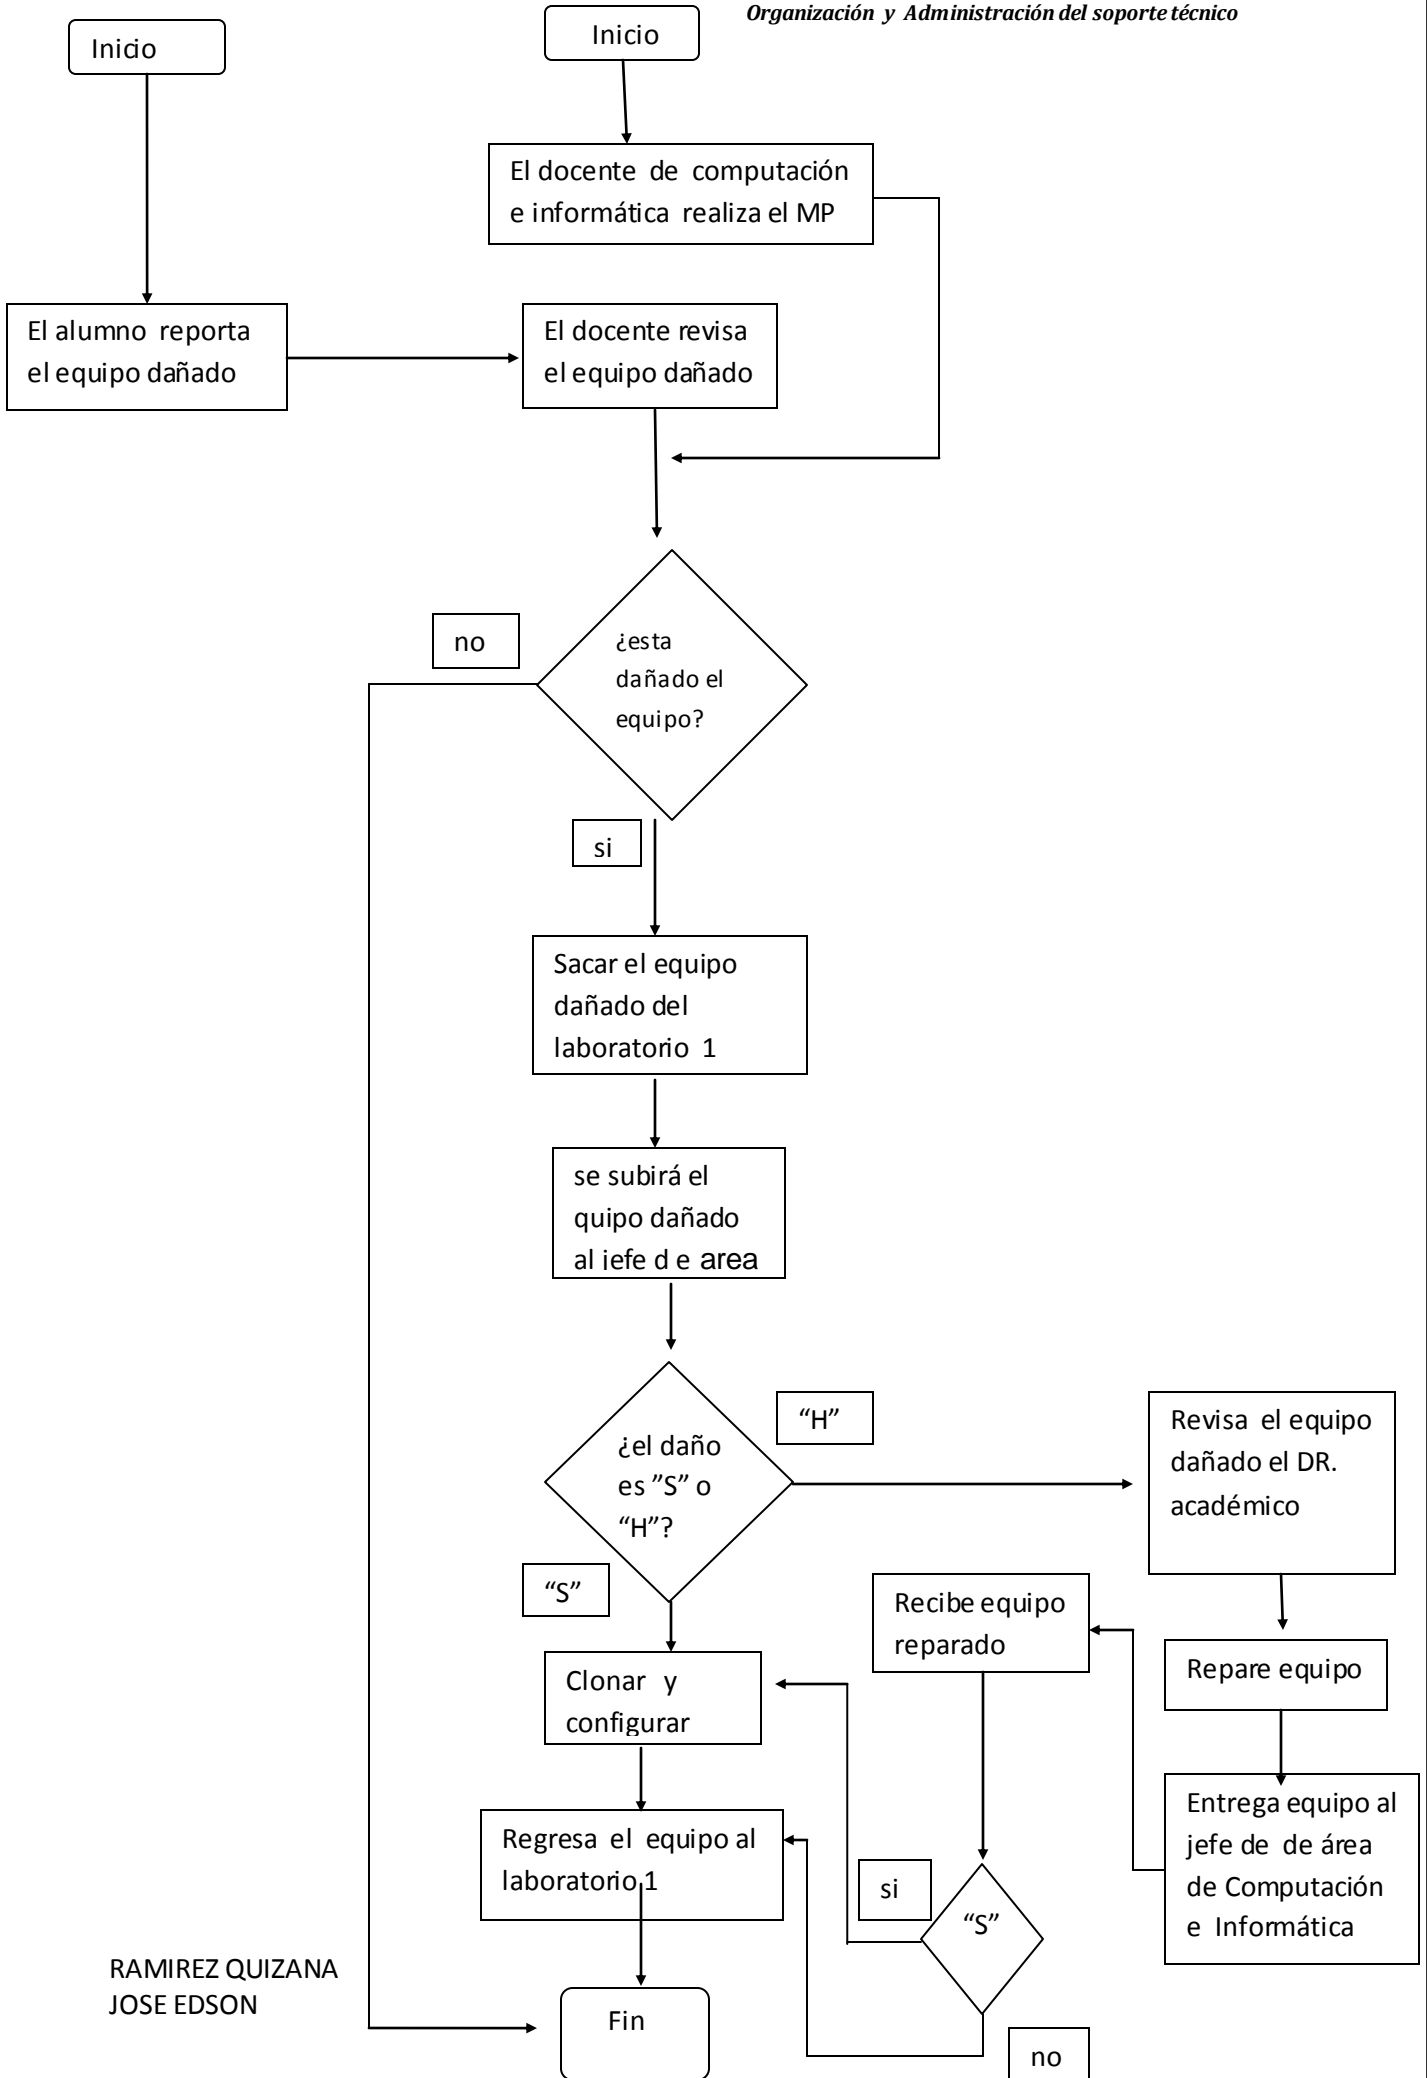 Organización y Administración del soporte técnico
Inicio
Inicio
El docente de computación
e informática realiza el MP
El alumno reporta
el equipo dañado
El docente revisa
el equipo dañado
no
¿esta
dañado el
equipo?
si
Sacar el equipo
dañado del
laboratorio 1
se subirá el
quipo dañado
al jefe d e area
"H"
¿el daño
es "S" o
"H"?
"S"
Revisa el equipo
dañado el DR.
académico
Recibe equipo
reparado
Repare equipo
Clonar y
configurar
Entrega equipo al
jefe de de área
de Computación
e Informática
Regresa el equipo al
laboratorio 1
si
"S"
no
RAMIREZ QUIZANA
JOSE EDSON
Fin